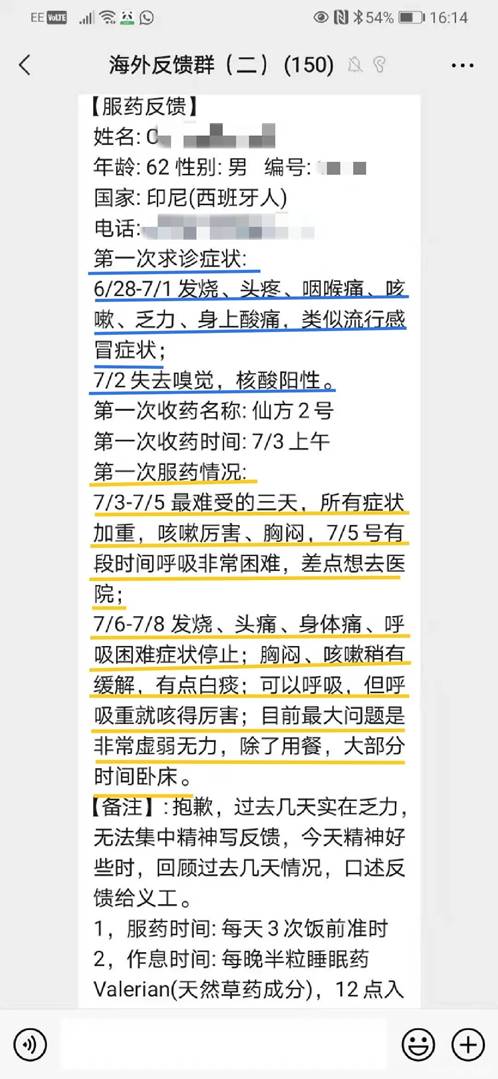 EE VoLTE 54% 16:14
海外反馈群（二）(150)
【服药反馈】
姓名: C
年龄: 62 性别: 男 编号:
国家: 印尼(西班牙人)
电话:
第一次求诊症状:
6/28-7/1 发烧、头疼、咽喉痛、咳
嗽、乏力、身上酸痛，类似流行感
冒症状；
7/2 失去嗅觉，核酸阳性。
第一次收药名称: 仙方 2 号
第一次收药时间: 7/3 上午
第一次服药情况:
7/3-7/5 最难受的三天，所有症状
加重，咳嗽厉害、胸闷，7/5 号有
段时间呼吸非常困难，差点想去医
院；
7/6-7/8 发烧、头痛、身体痛、呼
吸困难症状停止；胸闷、咳嗽稍有
缓解，有点白痰；可以呼吸，但呼
吸重就咳得厉害；目前最大问题是
非常虚弱无力，除了用餐，大部分
时间卧床。
【备注】: 抱歉，过去几天实在乏力，
无法集中精神写反馈，今天精神好
些时，回顾过去几天情况，口述反
馈给义工。
1，服药时间: 每天 3 次饭前准时
2，作息时间: 每晚半粒睡眠药
Valerian(天然草药成分)，12 点入